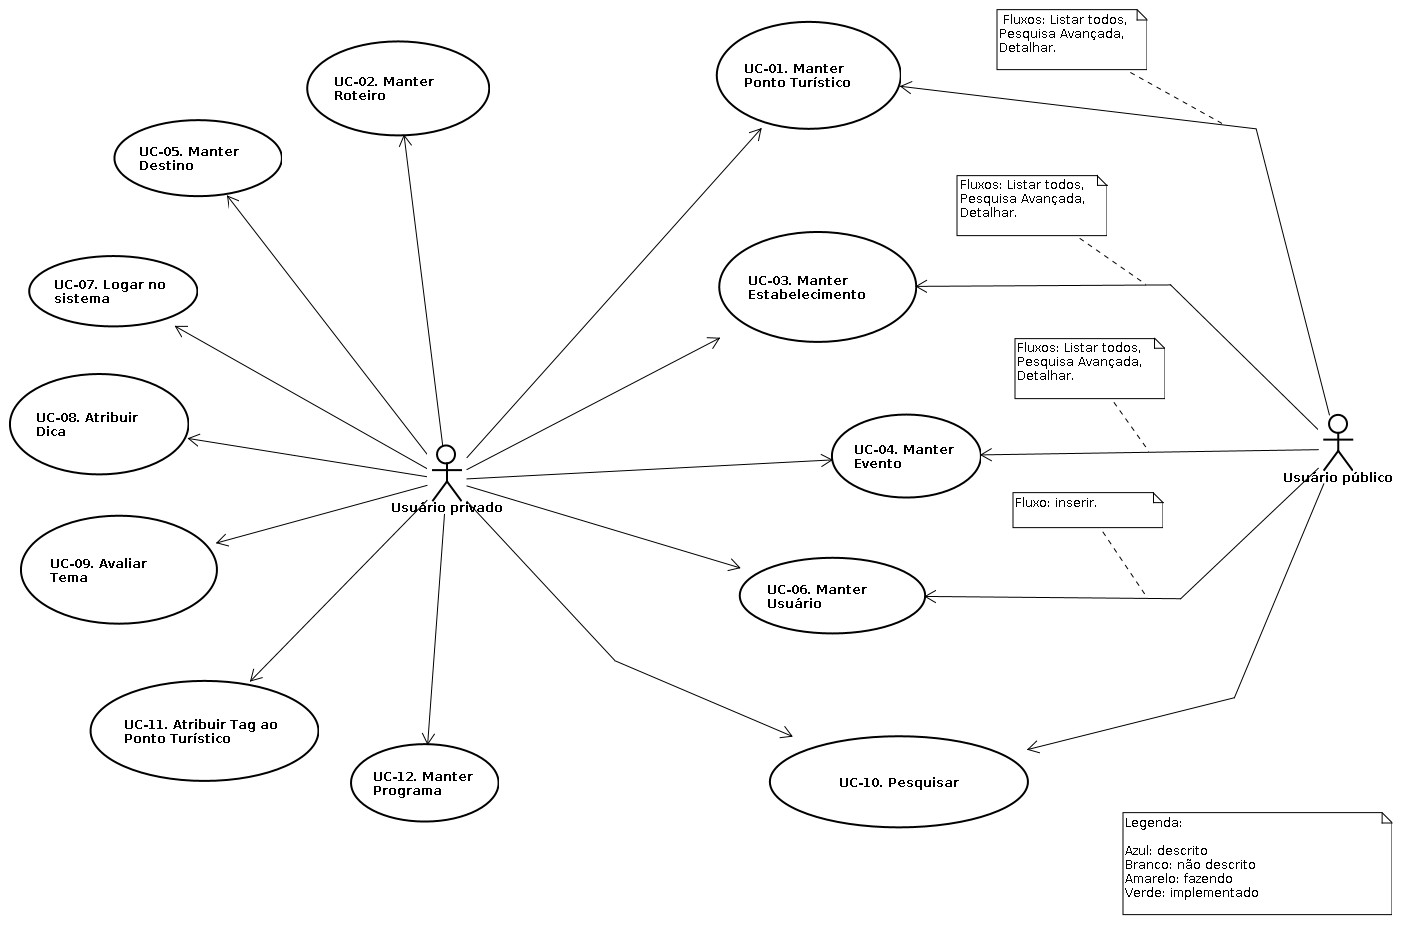 Fluxos: Listar todos,
Pesquisa Avançada,
Detalhar.
UC-01. Manter
Ponto Turístico
UC-02. Manter
Roteiro
UC-05. Manter
Destino
Fluxos: Listar todos,
Pesquisa Avançada,
Detalhar.
UC-07. Logar no
sistema
UC-03. Manter
Estabelecimento
Fluxos: Listar todos,
Pesquisa Avançada,
Detalhar.
UC-08. Atribuir
Dica
UC-04. Manter
Evento
Usuário público
Usuário privado
Fluxo: inserir.
UC-09. Avaliar
Tema
UC-06. Manter
Usuário
UC-11. Atribuir Tag ao
Ponto Turístico
UC-12. Manter
Programa
UC-10. Pesquisar
Legenda:
Azul: descrito
Branco: não descrito
Amarelo: fazendo
Verde: implementado